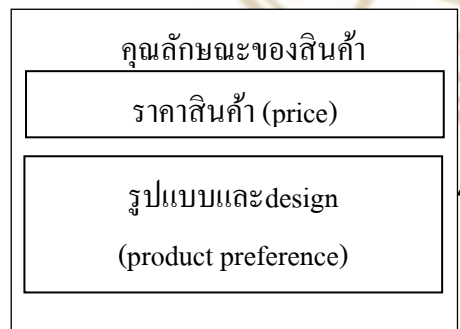 คุณลักษณะของสินค้า
ราคาสินค้า (price)
รูปแบบและdesign
(product preference)